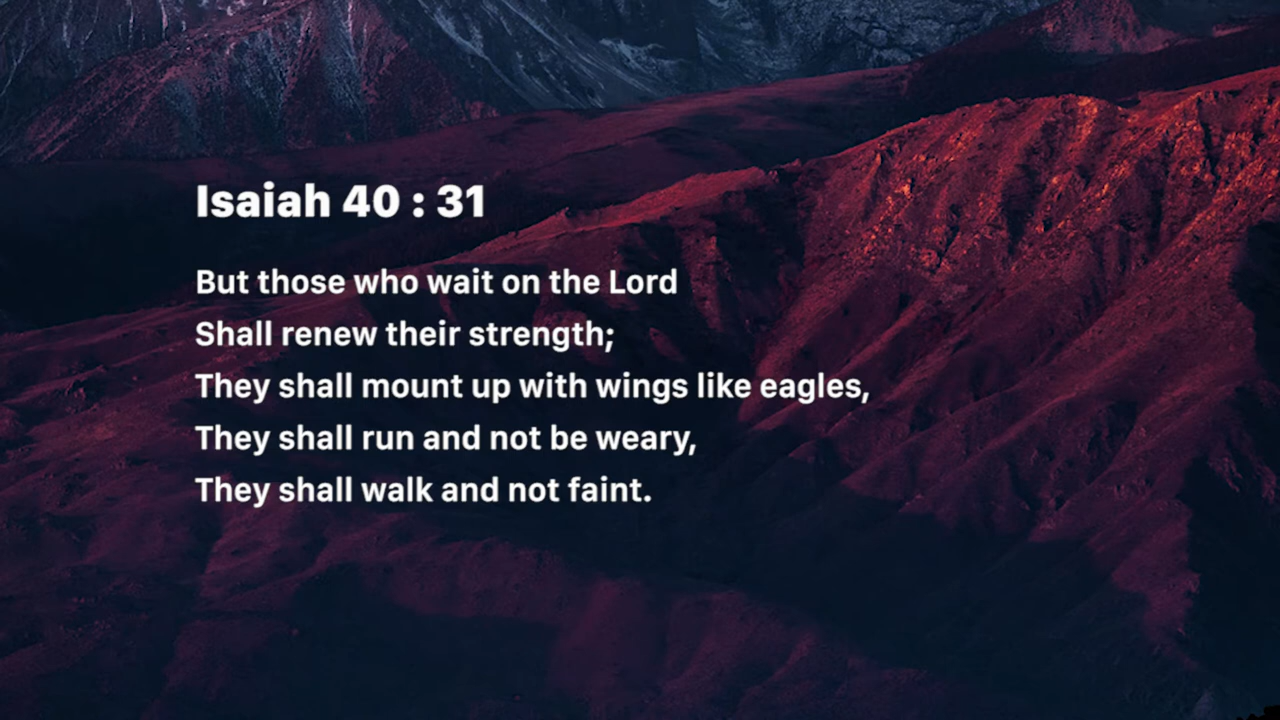 Isaiah 40 : 31
But those who wait on the Lord
Shall renew their strength;
They shall mount up with wings like eagles,
They shall run and not be weary,
They shall walk and not faint.